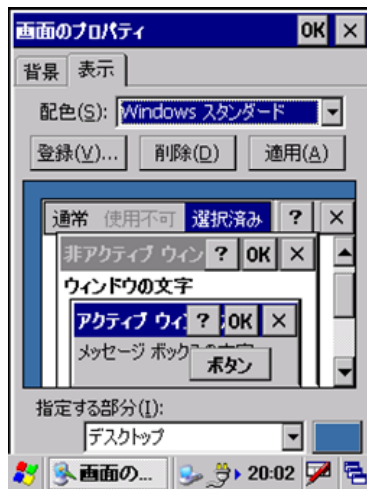 画面のプロパティ OK ×
背景 表示
配色(S): Windows スタンダード
登録(V)... 削除(D) 適用(A)
通常 使用不可 選択済み ? ×
非アクティブ ウィン ? OK ×
ウィンドウの文字
アクティブ ウィ ? OK ×
メッセージ ボック
ボタン
指定する部分(I):
デスクトップ
画面の... 20:02